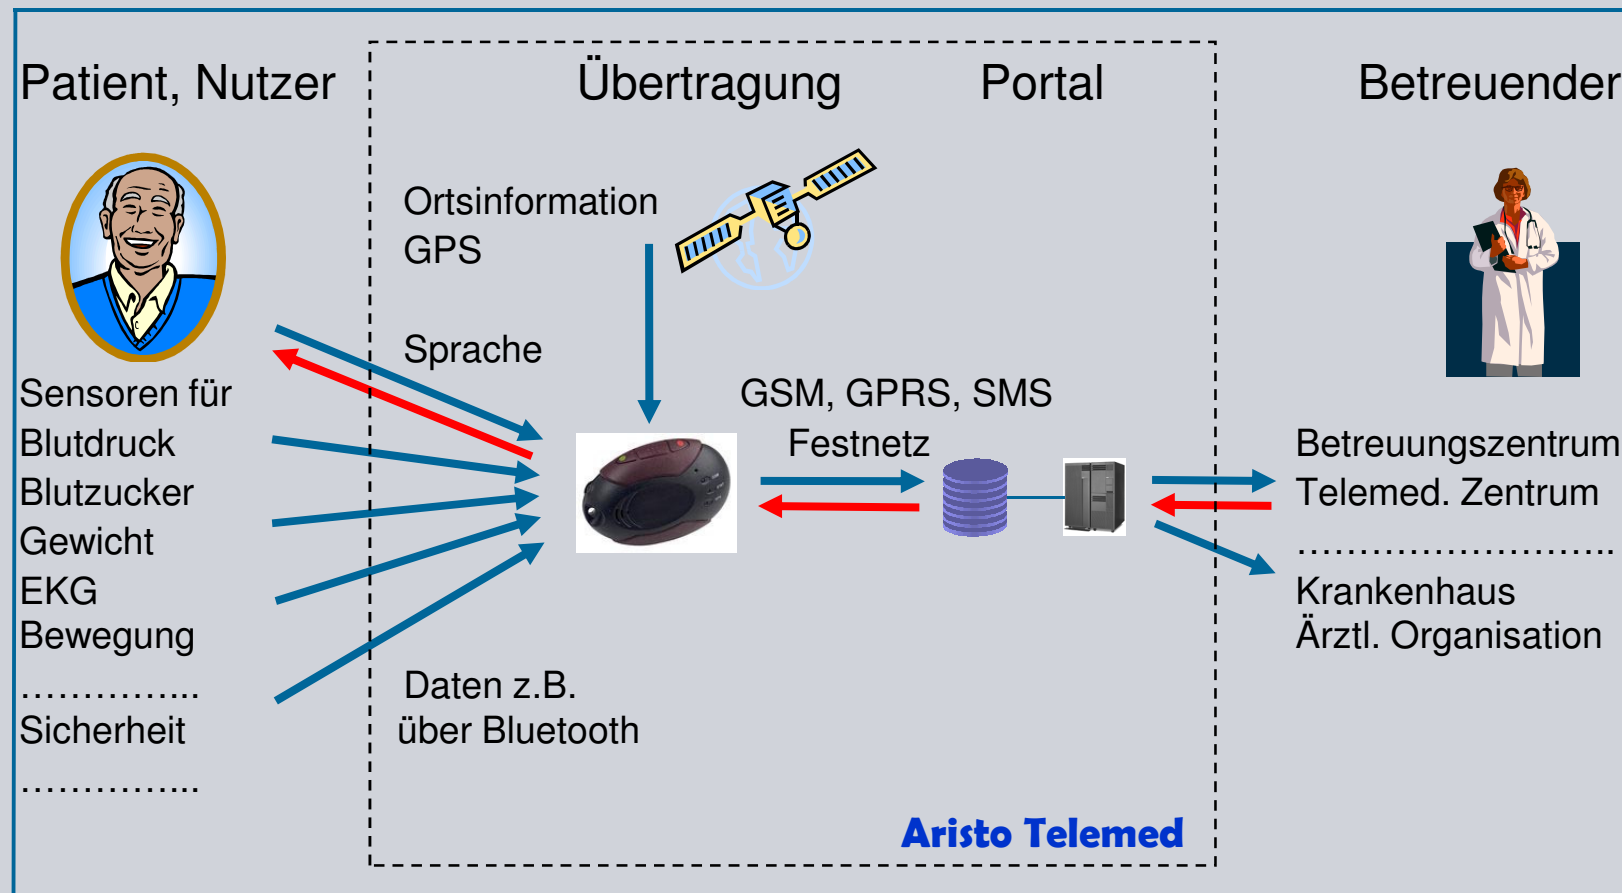 Patient, Nutzer
Übertragung
Portal
Betreuender
Ortsinformation
GPS
Sprache
Sensoren für
Blutdruck
Blutzucker
Gewicht
EKG
Bewegung
……………...
Sicherheit
……………...
GSM, GPRS, SMS
Festnetz
Daten z.B.
über Bluetooth
Betreuungszentrum
Telemed. Zentrum
……………………..
Krankenhaus
Ärztl. Organisation
Aristo Telemed